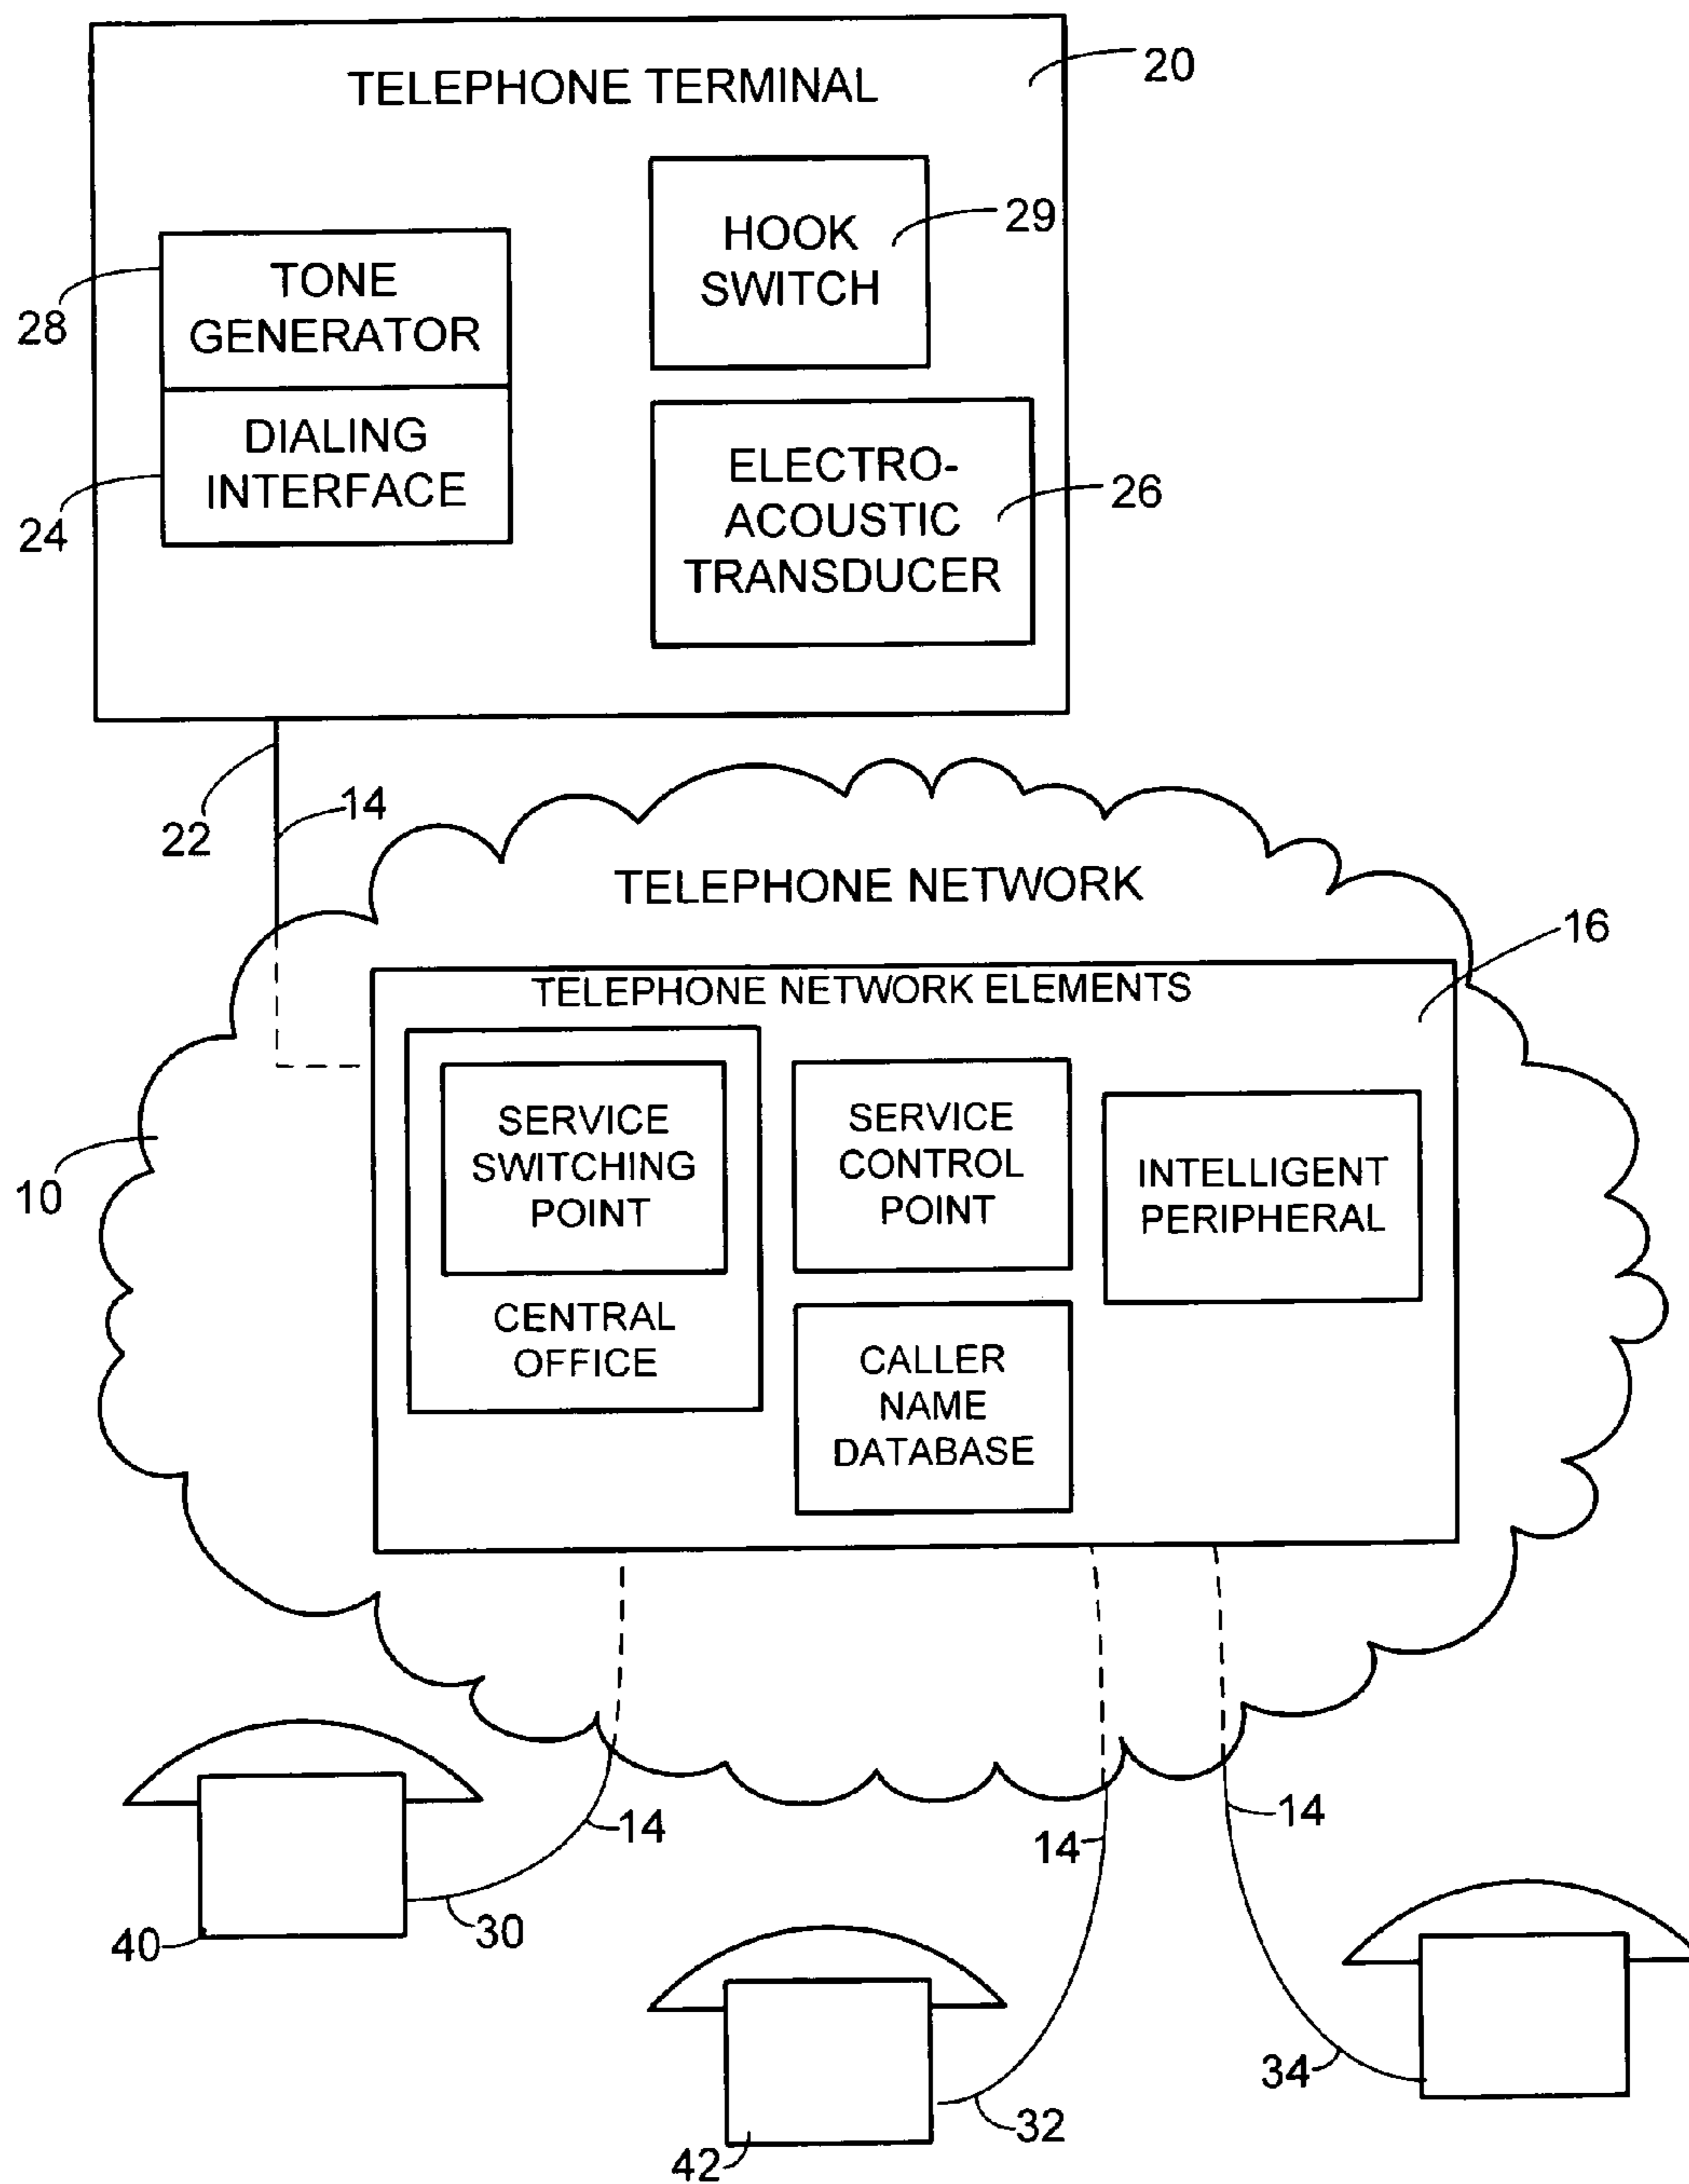 TELEPHONE TERMINAL
20
HOOK
SWITCH
29
TONE
GENERATOR
28
DIALING
INTERFACE
24
ELECTRO-
ACOUSTIC
TRANSDUCER
26
22
14
TELEPHONE NETWORK
16
TELEPHONE NETWORK ELEMENTS
SERVICE
SWITCHING
POINT
CENTRAL
OFFICE
SERVICE
CONTROL
POINT
INTELLIGENT
PERIPHERAL
CALLER
NAME
DATABASE
10
14
14
14
40
30
42
32
34